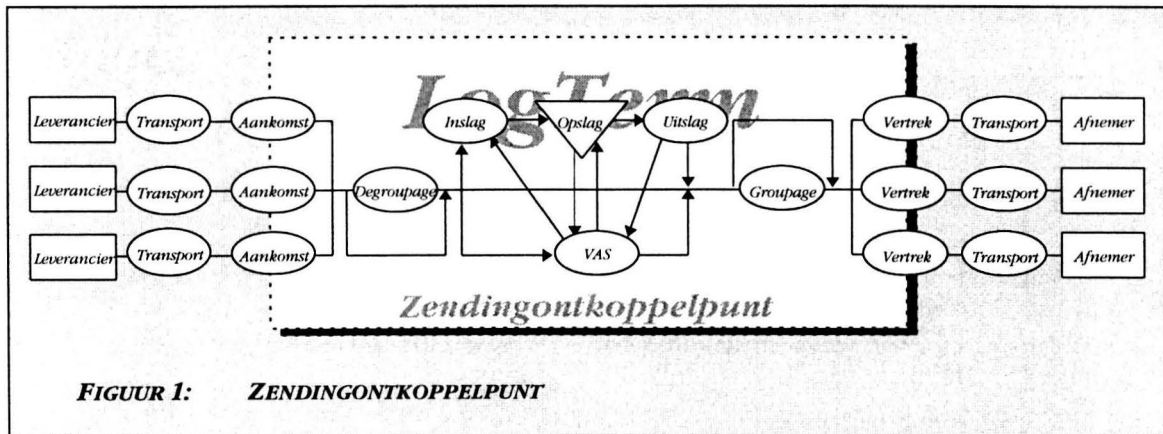 LogTerm
Leverancier Transport Aankomst Inslag Opslag Uitslag Vertrek Transport Afnemer
Leverancier Transport Aankomst Degroupage Groupage Vertrek Transport Afnemer
Leverancier Transport Aankomst VAS Vertrek Transport Afnemer
Zendingontkoppelpunt
FIGUUR 1: ZENDINGONTKOPPELPUNT